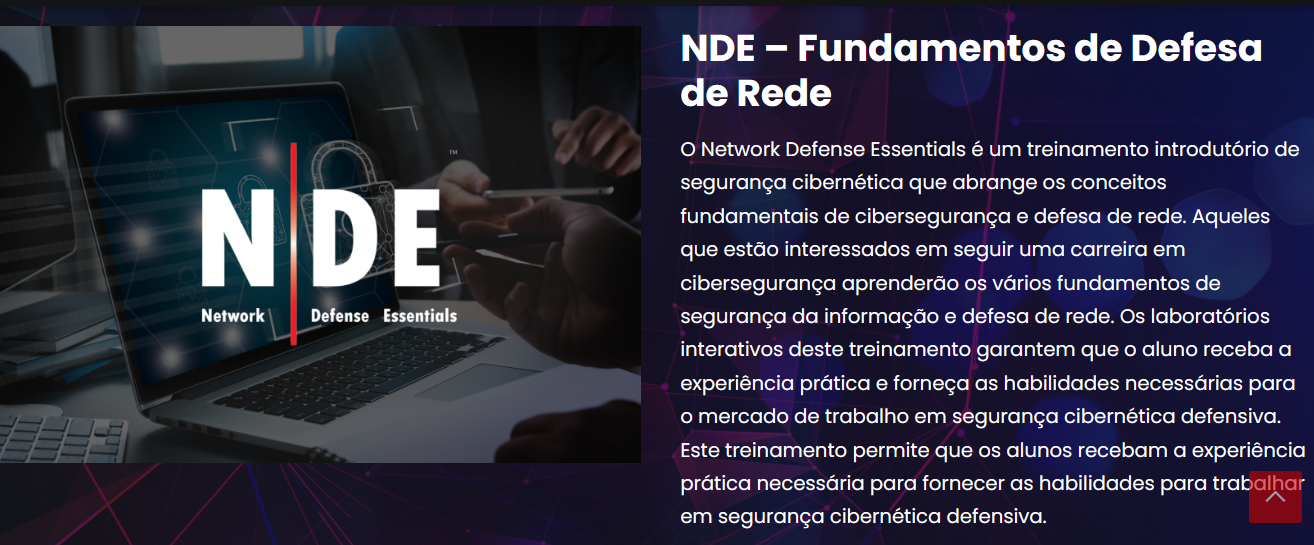 NDE – Fundamentos de Defesa
de Rede
N|DE
™
Network Defense Essentials
O Network Defense Essentials é um treinamento introdutório de
segurança cibernética que abrange os conceitos
fundamentais de cibersegurança e defesa de rede. Aqueles
que estão interessados em seguir uma carreira em
cibersegurança aprenderão os vários fundamentos de
segurança da informação e defesa de rede. Os laboratórios
interativos deste treinamento garantem que o aluno receba a
experiência prática e forneça as habilidades necessárias para
o mercado de trabalho em segurança cibernética defensiva.
Este treinamento permite que os alunos recebam a experiência
prática necessária para fornecer as habilidades para trabalhar
em segurança cibernética defensiva.